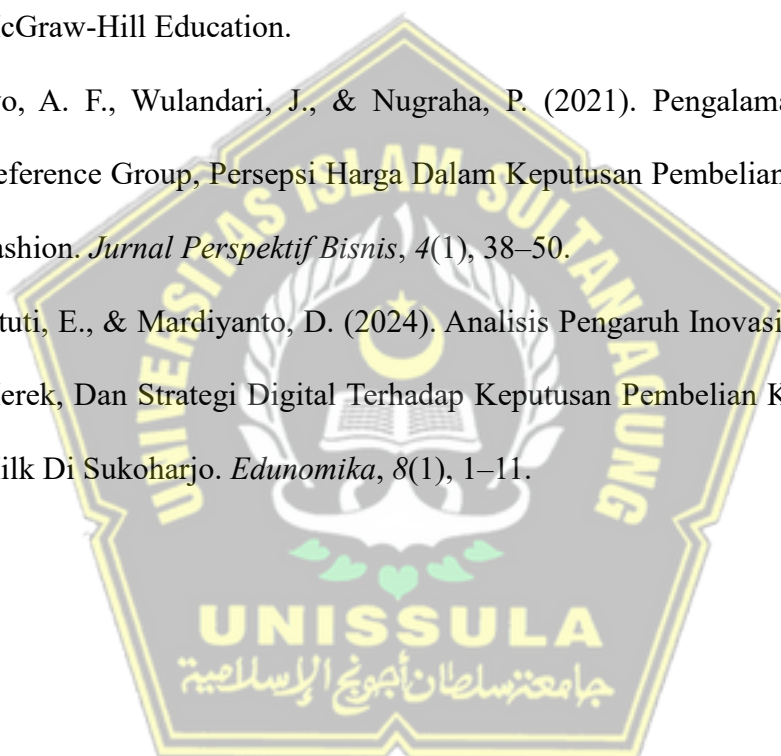 cGraw-Hill Education.
o, A. F., Wulandari, J., & Nugraha, P. (2021). Pengalama
eference Group, Persepsi Harga Dalam Keputusan Pembelian
ashion. Jurnal Perspektif Bisnis, 4(1), 38–50.
tuti, E., & Mardiyanto, D. (2024). Analisis Pengaruh Inovasi
erek, Dan Strategi Digital Terhadap Keputusan Pembelian K
ilk Di Sukoharjo. Edunomika, 8(1), 1–11.
UNIVERSITAS ISLAM SULTAN AGUNG
UNISSULA
جامعتسلطان أجونج الإسلامية